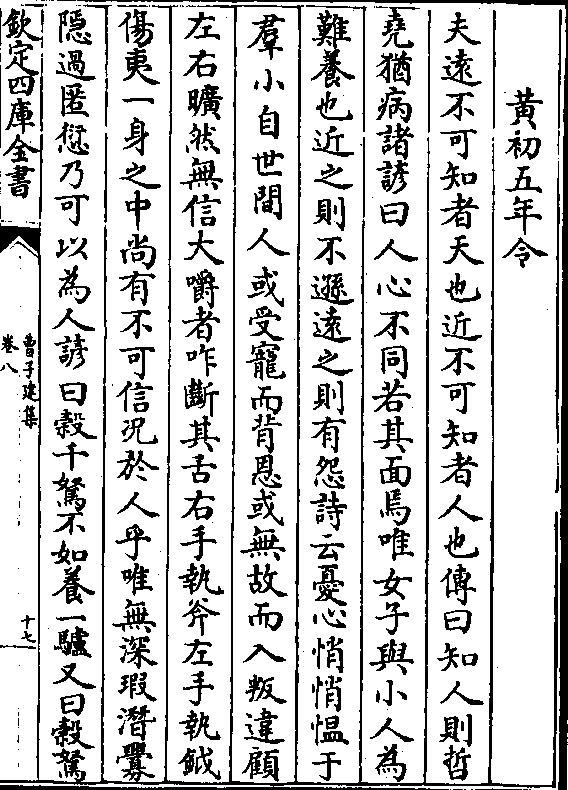 黄初五年令
夫遠不可知者天也近不可知者人也傳曰知人則哲
堯猶病諸諺曰人心不同若其面焉唯女子與小人為
難養也近之則不遜遠之則有怨詩云憂心悄悄愠于
羣小自世間人或受寵而背恩或無故而入叛違顧
左右曠然無信大嚼者咋斷其舌右手執斧左手執鉞
傷夷一身之中尚有不可信况於人乎唯無深瑕潛釁
隠過匿愆乃可以為人諺曰榖千駑不如養一驢又曰榖駑
欽定四庫全書
曹子建集
卷八
十七